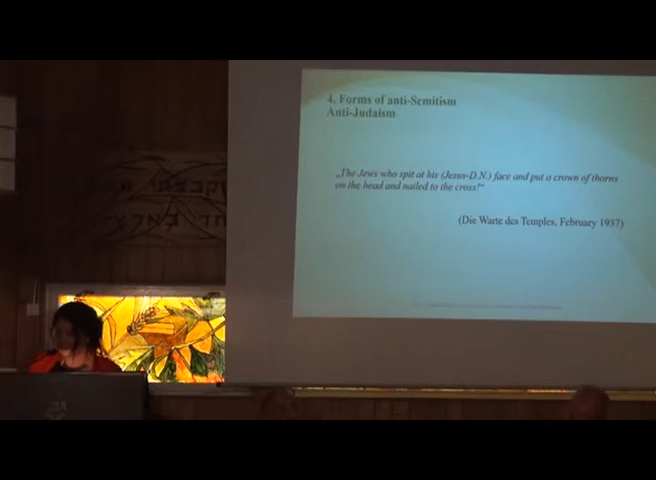 4. Forms of anti-Semitism
Anti-Judaism
„The Jews who spit at his (Jesus-D.N.) face and put a crown of thorns
on the head and nailed to the cross!“
(Die Warte des Temples, February 1937)